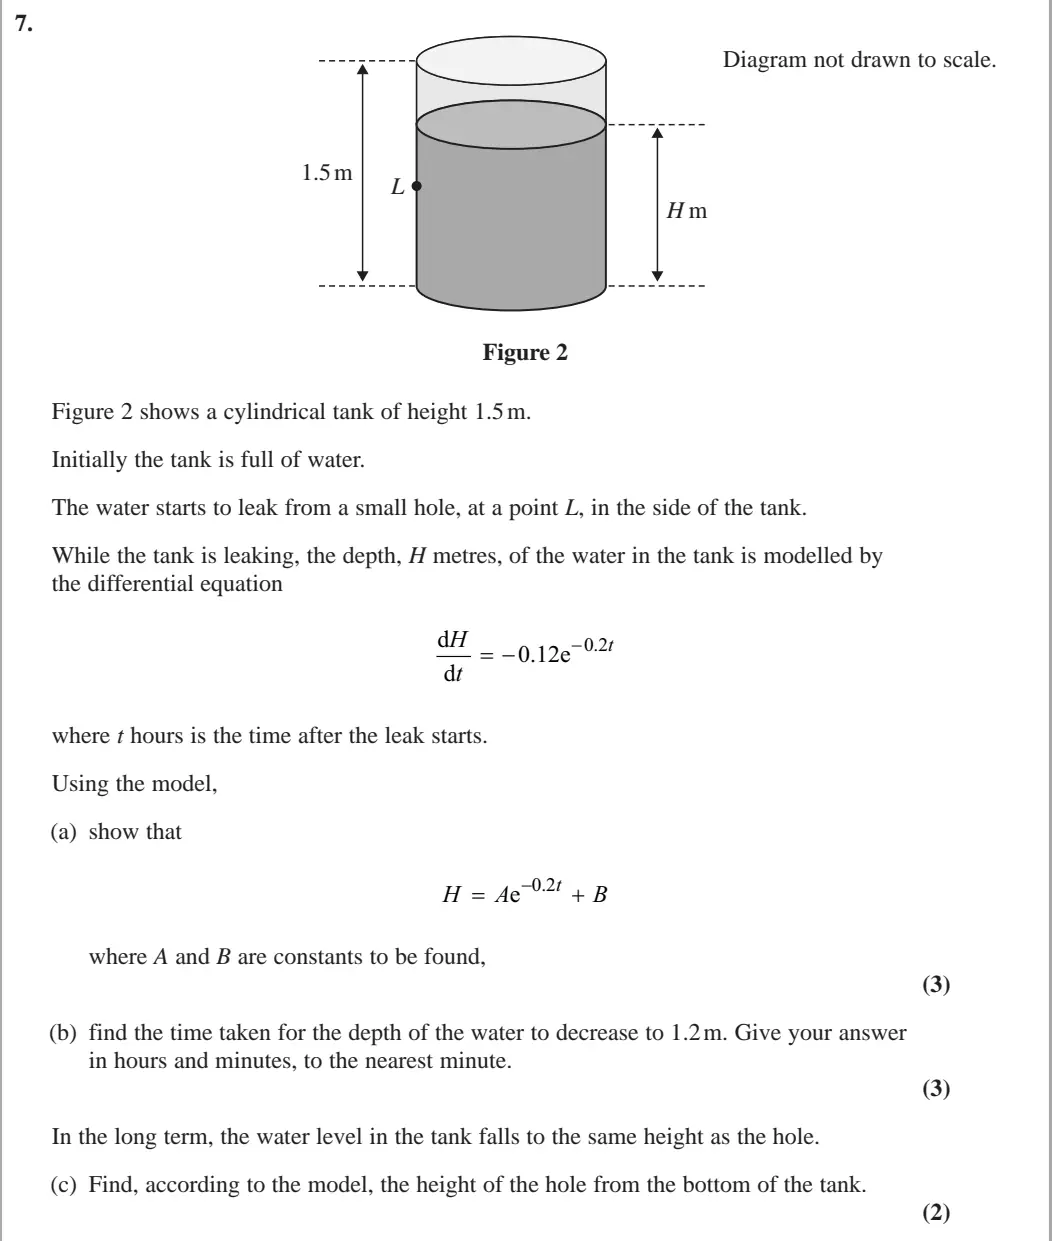 7.
Diagram not drawn to scale.
1.5 m
L
H m
Figure 2
Figure 2 shows a cylindrical tank of height 1.5 m.
Initially the tank is full of water.
The water starts to leak from a small hole, at a point L, in the side of the tank.
While the tank is leaking, the depth, H metres, of the water in the tank is modelled by
the differential equation
dH/dt = −0.12e^{−0.2t}
where t hours is the time after the leak starts.
Using the model,
(a) show that
H = Ae^{−0.2t} + B
where A and B are constants to be found,
(3)
(b) find the time taken for the depth of the water to decrease to 1.2 m. Give your answer
in hours and minutes, to the nearest minute.
(3)
In the long term, the water level in the tank falls to the same height as the hole.
(c) Find, according to the model, the height of the hole from the bottom of the tank.
(2)